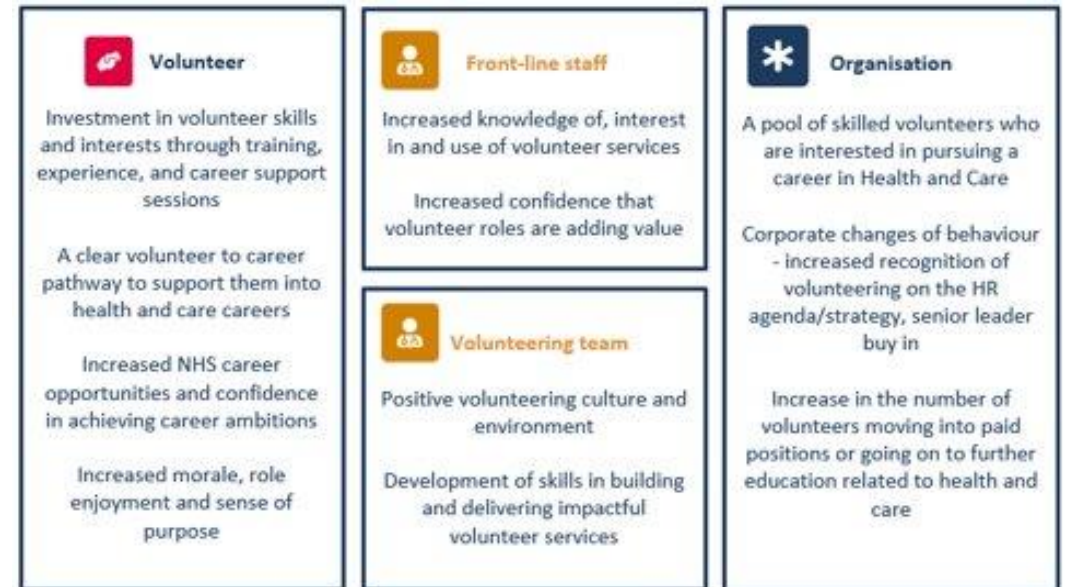 Volunteer
Investment in volunteer skills
and interests through training,
experience, and career support
sessions
A clear volunteer to career
pathway to support them into
health and care careers
Increased NHS career
opportunities and confidence
in achieving career ambitions
Increased morale, role
enjoyment and sense of
purpose
Front-line staff
Increased knowledge of, interest
in and use of volunteer services
Increased confidence that
volunteer roles are adding value
Volunteering team
Positive volunteering culture and
environment
Development of skills in building
and delivering impactful
volunteer services
Organisation
A pool of skilled volunteers who
are interested in pursuing a
career in Health and Care
Corporate changes of behaviour
- increased recognition of
volunteering on the HR
agenda/strategy, senior leader
buy in
Increase in the number of
volunteers moving into paid
positions or going on to further
education related to health and
care